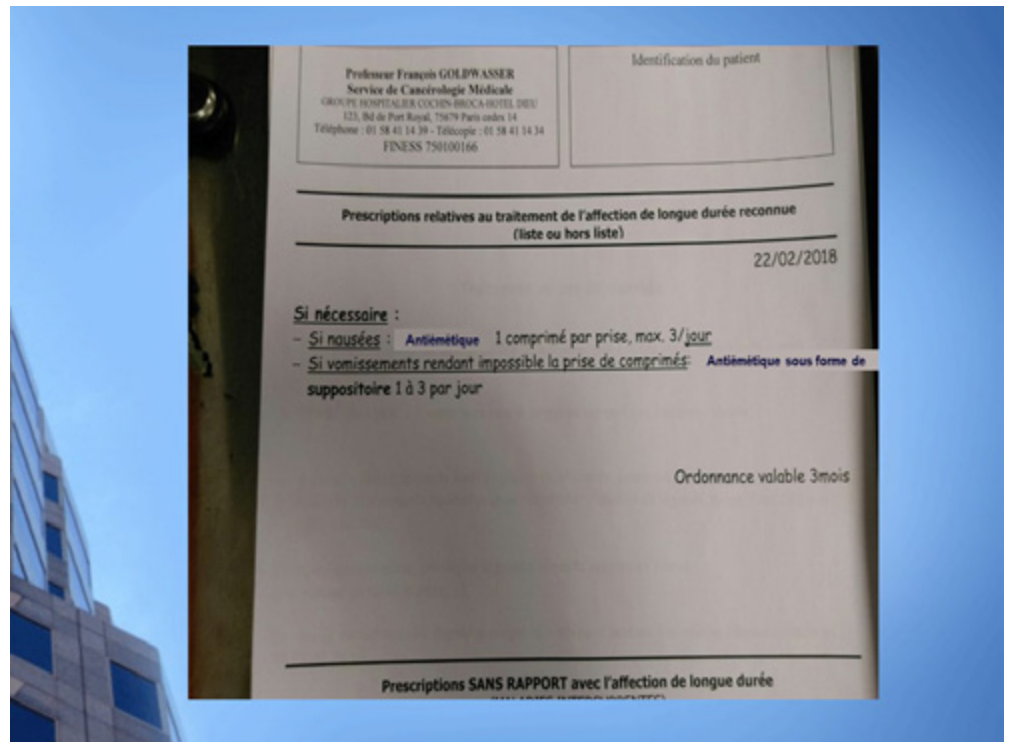 Professeur François GOLDWASSER
Service de Cancérologie Médicale
GROUPE HOSPITALIER COCHIN-BROCA-HOTEL DIEU
123, Bd de Port Royal, 75679 Paris cedex 14
Téléphone : 01 58 41 14 39 - Télécopie : 01 58 41 14 34
FINESS 750100166
Identification du patient
Prescriptions relatives au traitement de l'affection de longue durée reconnue
(liste ou hors liste)
22/02/2018
Si nécessaire :
- Si nausées : Antiémétique 1 comprimé par prise, max. 3/jour
- Si vomissements rendant impossible la prise de comprimés: Antiémétique sous forme de
suppositoire 1 à 3 par jour
Ordonnance valable 3mois
Prescriptions SANS RAPPORT avec l'affection de longue durée